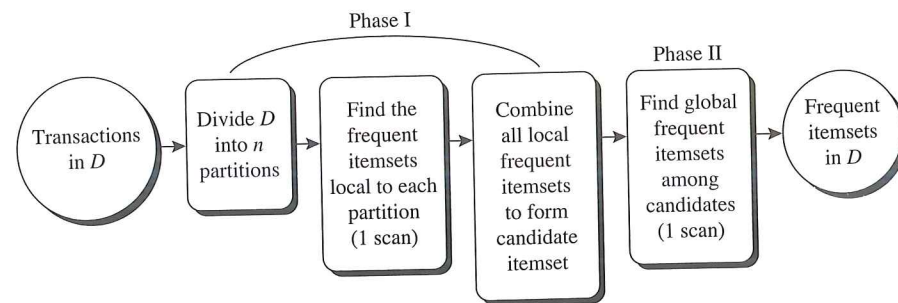 Phase I
Phase II
Transactions
in D
Divide D
into n
partitions
Find the
frequent
itemsets
local to each
partition
(1 scan)
Combine
all local
frequent
itemsets
to form
candidate
itemset
Find global
frequent
itemsets
among
candidates
(1 scan)
Frequent
itemsets
in D